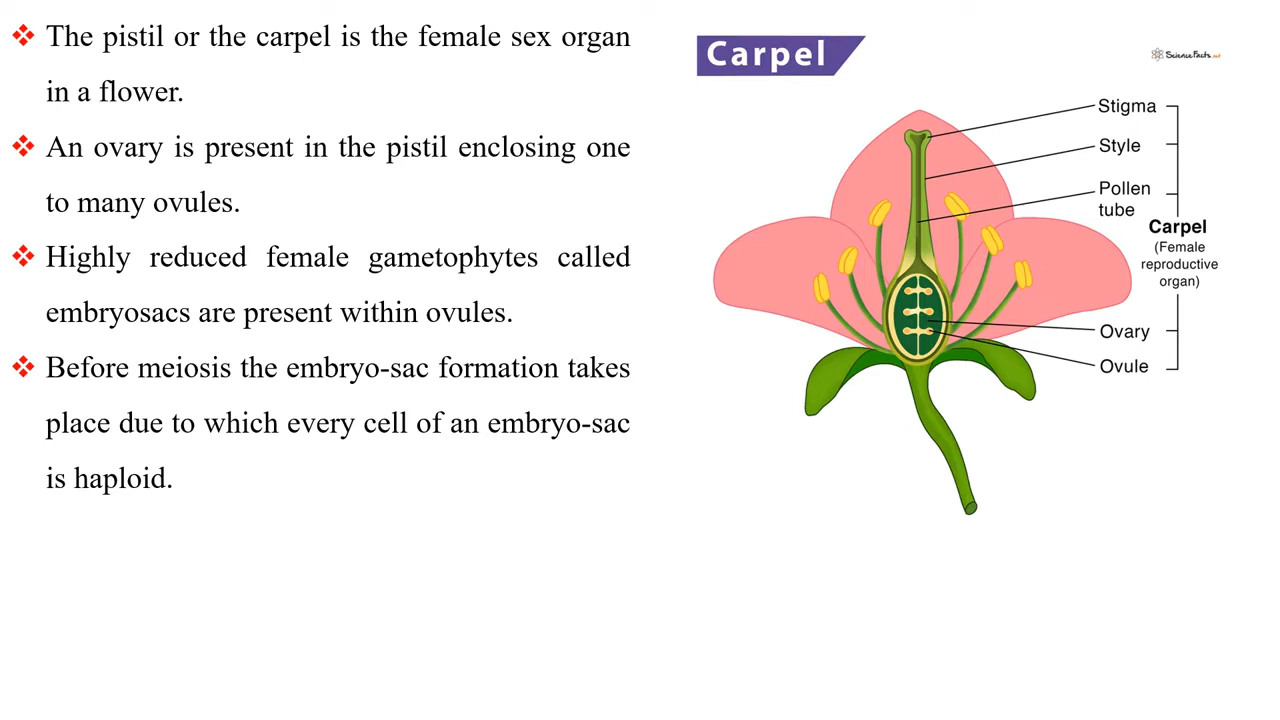 ❖ The pistil or the carpel is the female sex organ
in a flower.
❖ An ovary is present in the pistil enclosing one
to many ovules.
❖ Highly reduced female gametophytes called
embryosacs are present within ovules.
❖ Before meiosis the embryo-sac formation takes
place due to which every cell of an embryo-sac
is haploid.
Carpel
ScienceFacts.net
Stigma
Style
Pollen
tube
Carpel
(Female
reproductive
organ)
Ovary
Ovule